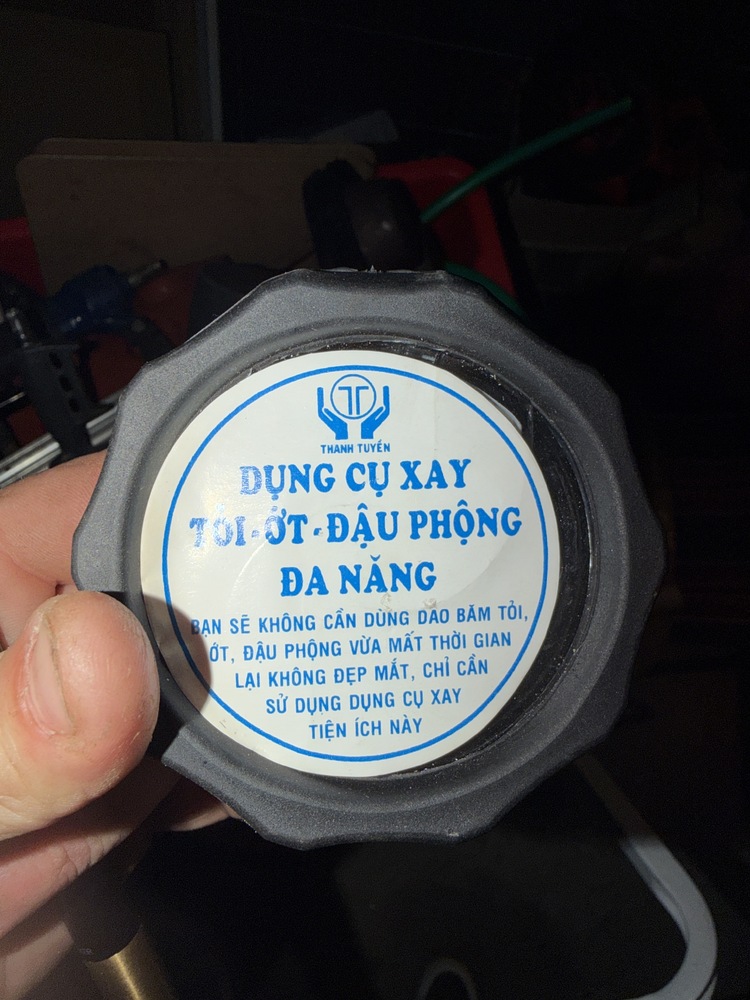 TT
THANH TUYỀN
DỤNG CỤ XAY
TỎI-ỚT-ĐẬU PHỘNG
ĐA NĂNG
BẠN SẼ KHÔNG CẦN DÙNG DAO BĂM TỎI,
ỚT, ĐẬU PHỘNG VỪA MẤT THỜI GIAN
LẠI KHÔNG ĐẸP MẮT, CHỈ CẦN
SỬ DỤNG DỤNG CỤ XAY
TIỆN ÍCH NÀY